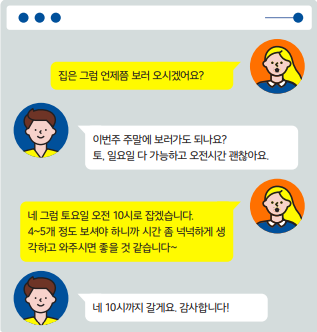 집은 그럼 언제쯤 보러 오시겠어요?
이번주 주말에 보러가도 되나요?
토, 일요일 다 가능하고 오전시간 괜찮아요.
네 그럼 토요일 오전 10시로 잡겠습니다.
4~5개 정도 보셔야 하니까 시간 좀 넉넉하게 생
각하고 와주시면 좋을 것 같습니다~
네 10시까지 갈게요. 감사합니다!